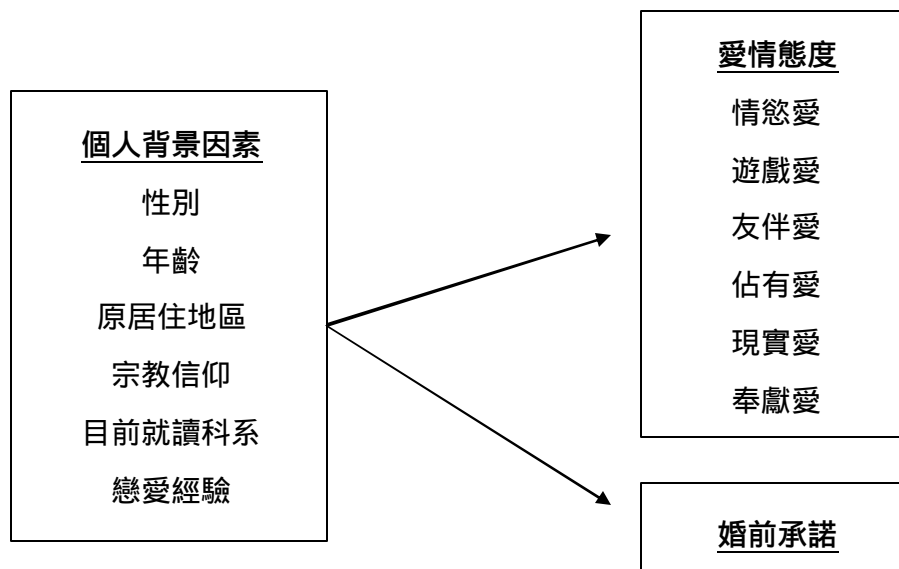 個人背景因素
性別
年齡
原居住地區
宗教信仰
目前就讀科系
戀愛經驗
愛情態度
情慾愛
遊戲愛
友伴愛
佔有愛
現實愛
奉獻愛
婚前承諾